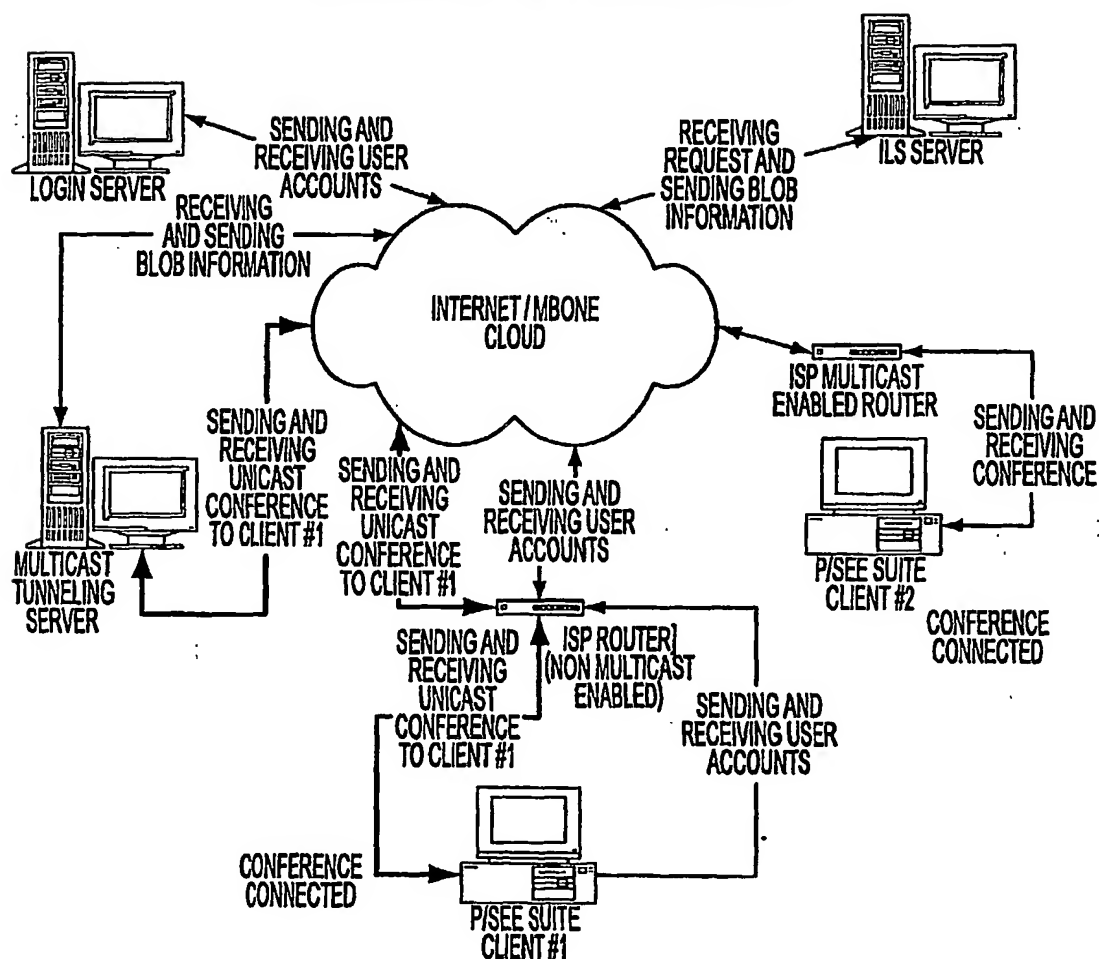 LOGIN SERVER
SENDING AND
RECEIVING USER
ACCOUNTS
RECEIVING
REQUEST AND
SENDING BLOB
INFORMATION
ILS SERVER
RECEIVING
AND SENDING
BLOB INFORMATION
INTERNET / MBONE
CLOUD
ISP MULTICAST
ENABLED ROUTER
SENDING AND
RECEIVING
CONFERENCE
P/SEE SUITE
CLIENT #2
CONFERENCE
CONNECTED
MULTICAST
TUNNELING
SERVER
SENDING AND
RECEIVING
UNICAST
CONFERENCE
TO CLIENT #1
SENDING AND
RECEIVING
UNICAST
CONFERENCE
TO CLIENT #1
SENDING AND
RECEIVING USER
ACCOUNTS
ISP ROUTER]
(NON MULTICAST
ENABLED)
SENDING AND
RECEIVING
UNICAST
CONFERENCE
TO CLIENT #1
SENDING AND
RECEIVING USER
ACCOUNTS
CONFERENCE
CONNECTED
P/SEE SUITE
CLIENT #1